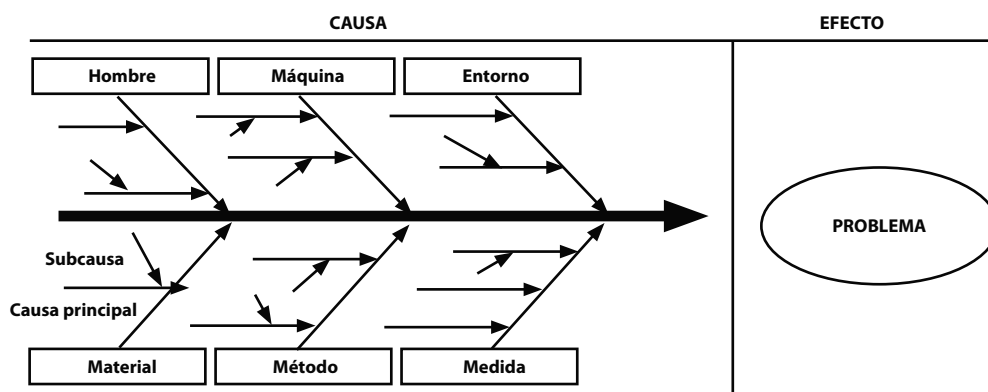 CAUSA
EFECTO
Hombre
Máquina
Entorno
PROBLEMA
Subcausa
Causa principal
Material
Método
Medida